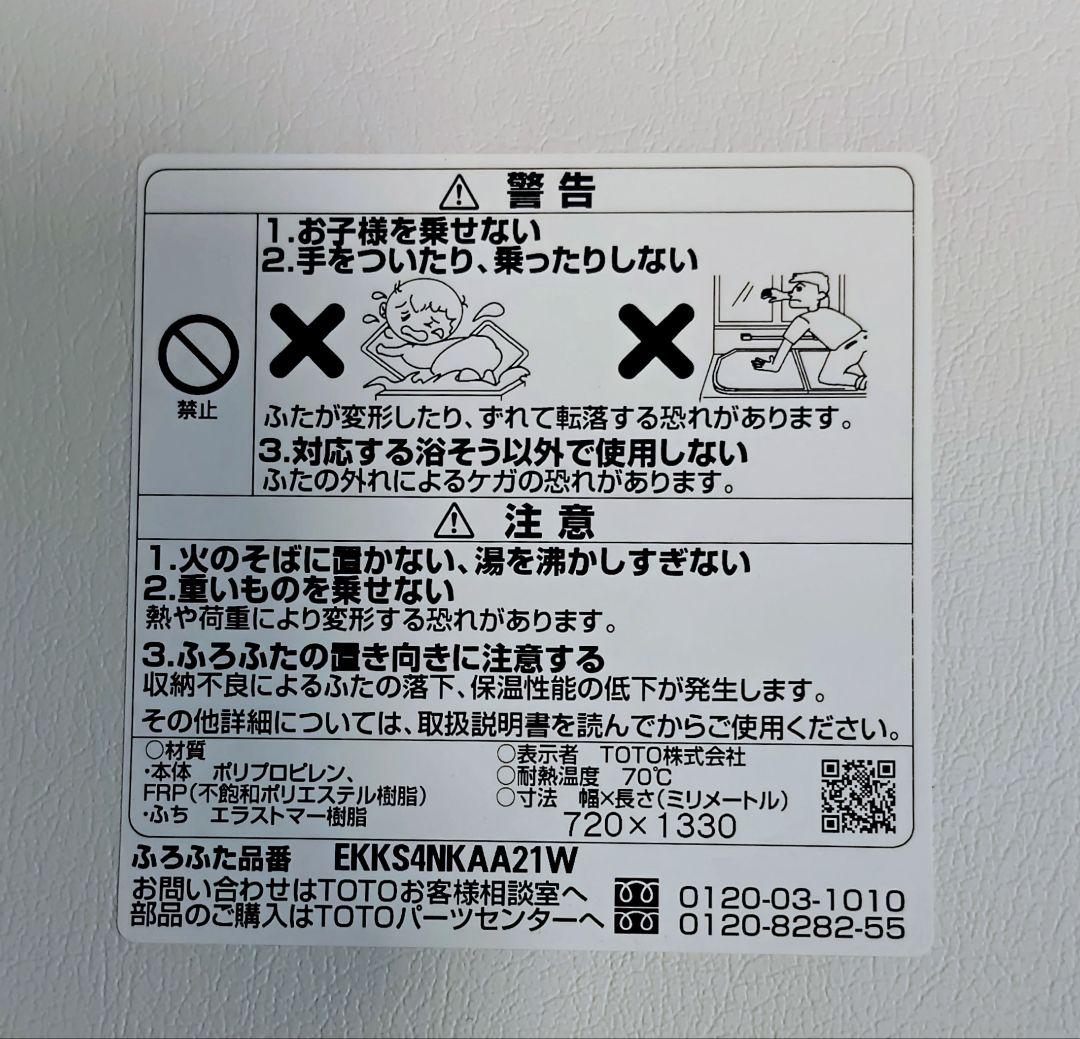 ⚠ 警告
禁止
1.お子様を乗せない
2.手をついたり、乗ったりしない
ふたが変形したり、ずれて転落する恐れがあります。
3.対応する浴そう以外で使用しない
ふたの外れによるケガの恐れがあります。
⚠ 注意
1.火のそばに置かない、湯を沸かしすぎない
2.重いものを乗せない
熱や荷重により変形する恐れがあります。
3.ふろふたの置き向きに注意する
収納不良によるふたの落下、保温性能の低下が発生します。
その他詳細については、取扱説明書を読んでからご使用ください。
○材質
・本体 ポリプロピレン、
FRP(不飽和ポリエステル樹脂)
・ふち エラストマー樹脂
○表示者 TOTO株式会社
○耐熱温度 70℃
○寸法 幅×長さ(ミリメートル)
720×1330
ふろふた品番 EKKS4NKAA21W
お問い合わせはTOTOお客様相談室へ 0120-03-1010
部品のご購入はTOTOパーツセンターへ 0120-8282-55